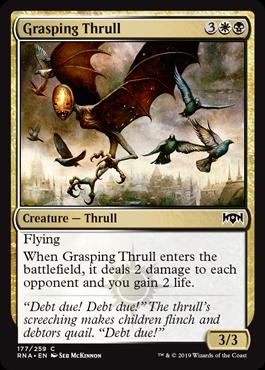 Grasping Thrull 3
Creature — Thrull
Flying
When Grasping Thrull enters the
battlefield, it deals 2 damage to each
opponent and you gain 2 life.
“Debt due! Debt due!” The thrull’s
screeching makes children flinch and
debtors quail. “Debt due!”
3/3
177/259 C
RNA • EN Seb McKinnon ™ & © 2019 Wizards of the Coast